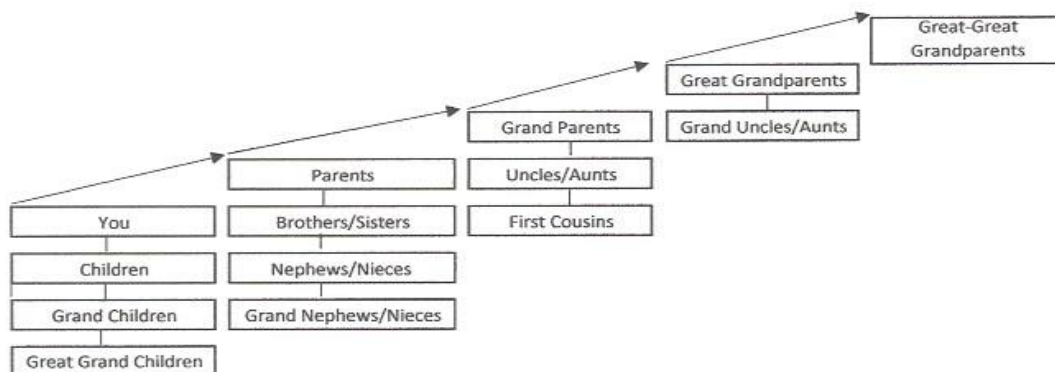 You
Children
Grand Children
Great Grand Children
Parents
Brothers/Sisters
Nephews/Nieces
Grand Nephews/Nieces
Grand Parents
Uncles/Aunts
First Cousins
Great Grandparents
Grand Uncles/Aunts
Great-Great
Grandparents